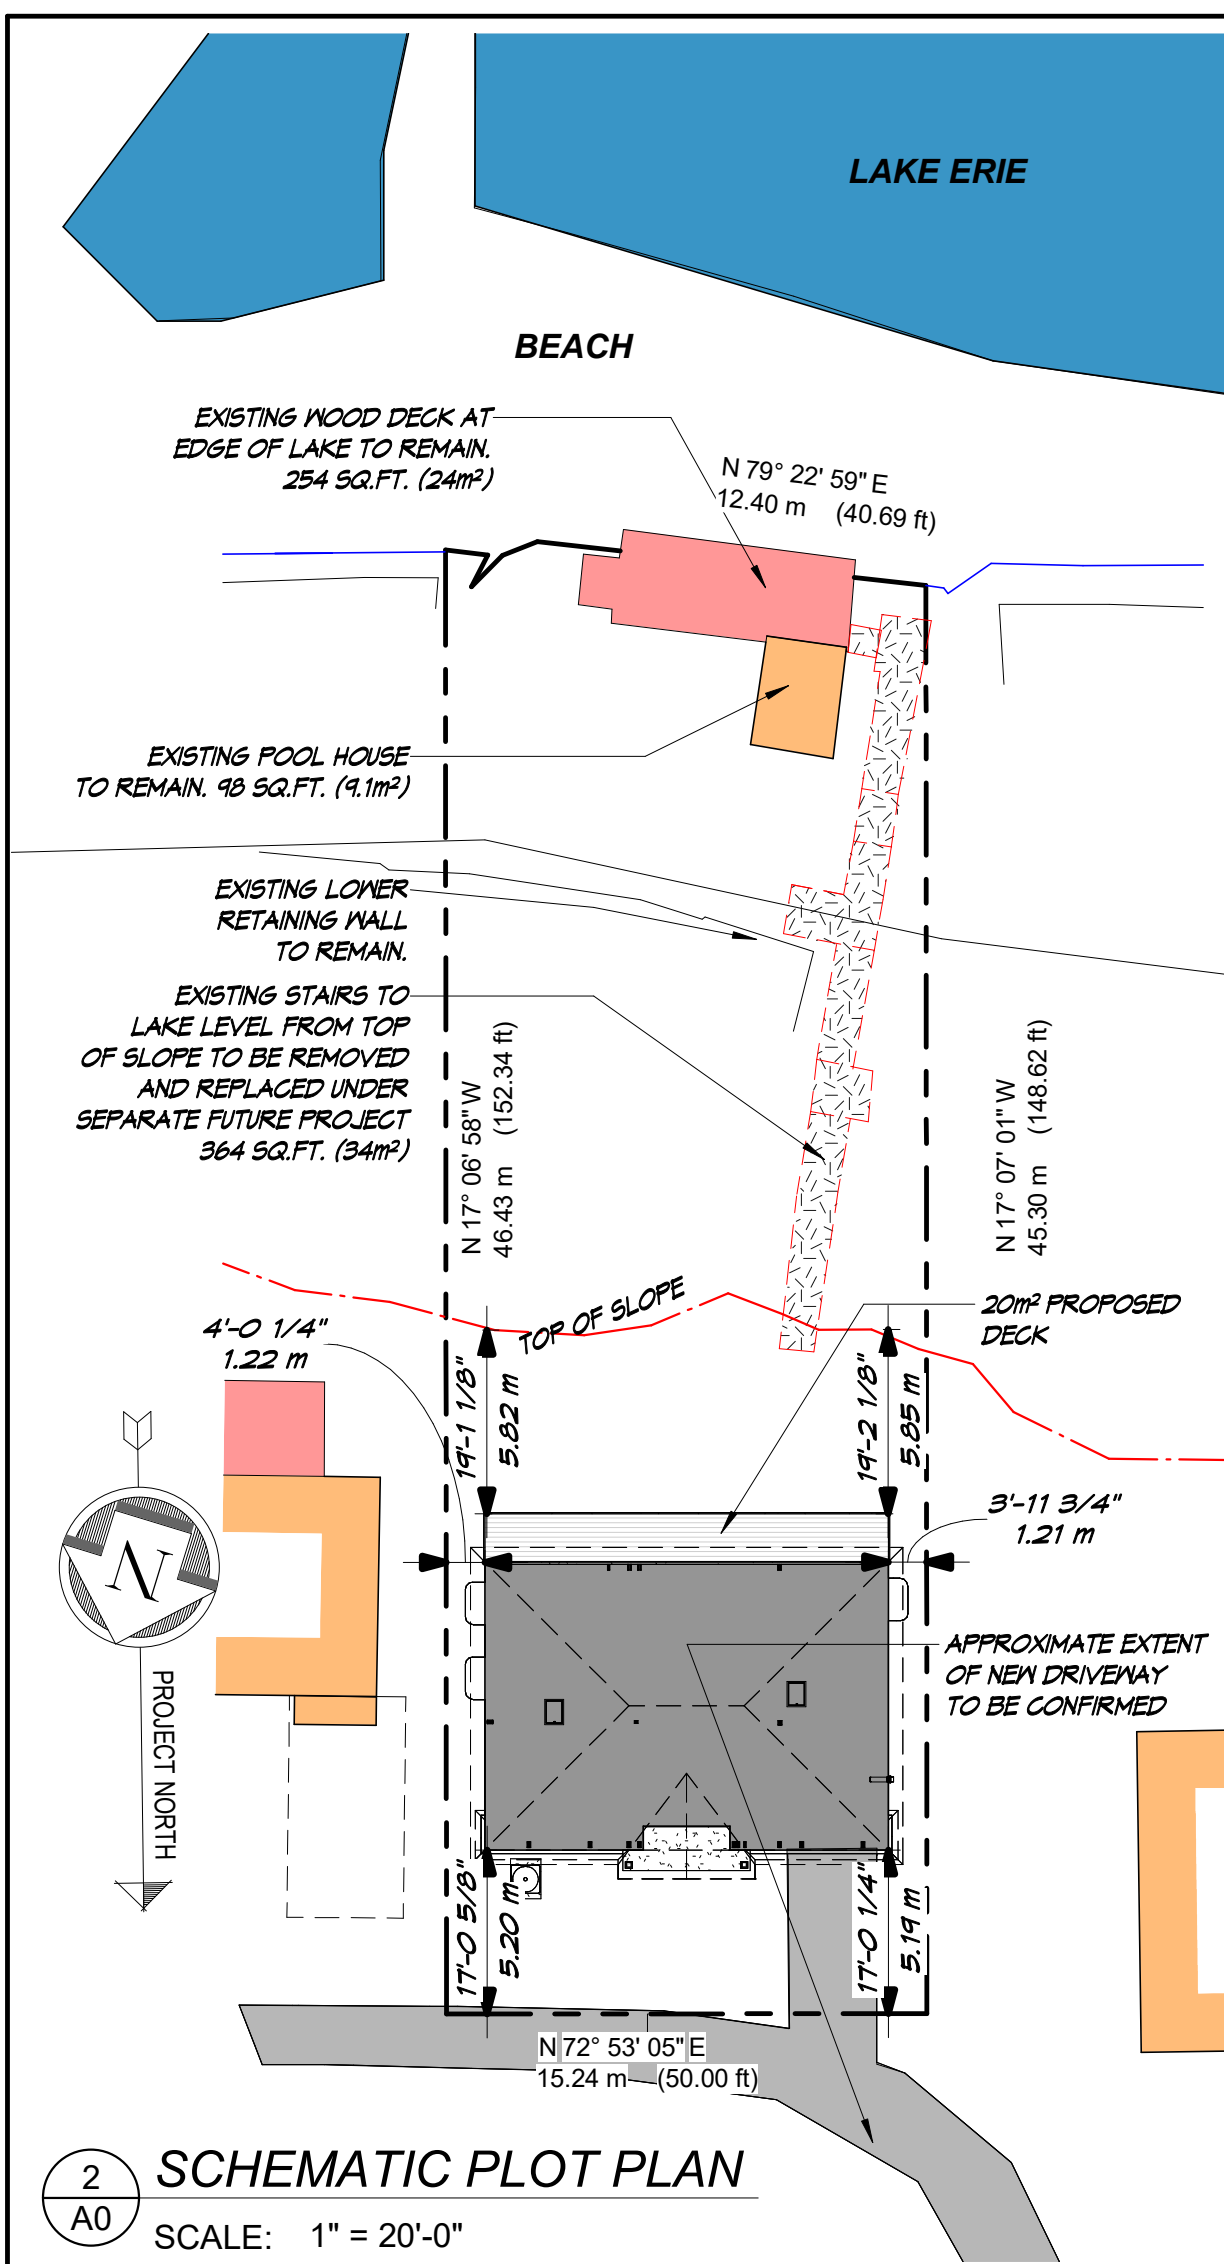 LAKE ERIE
BEACH
EXISTING WOOD DECK AT
EDGE OF LAKE TO REMAIN.
254 SQ.FT. (24m²)
N 79° 22' 59" E
12.40 m (40.69 ft)
EXISTING POOL HOUSE
TO REMAIN. 98 SQ.FT. (9.1m²)
EXISTING LOWER
RETAINING WALL
TO REMAIN.
EXISTING STAIRS TO
LAKE LEVEL FROM TOP
OF SLOPE TO BE REMOVED
AND REPLACED UNDER
SEPARATE FUTURE PROJECT
364 SQ.FT. (34m²)
N 17° 06' 58" W
46.43 m (152.34 ft)
N 17° 07' 01" W
45.30 m (148.62 ft)
TOP OF SLOPE
20m² PROPOSED
DECK
4'-0 1/4"
1.22 m
19'-1 1/8"
5.82 m
19'-2 1/8"
5.85 m
3'-11 3/4"
1.21 m
N
PROJECT NORTH
APPROXIMATE EXTENT
OF NEW DRIVEWAY
TO BE CONFIRMED
17'-0 5/8"
5.20 m
17'-0 1/4"
5.19 m
N 72° 53' 05" E
15.24 m (50.00 ft)
2
A0
SCHEMATIC PLOT PLAN
SCALE: 1" = 20'-0"